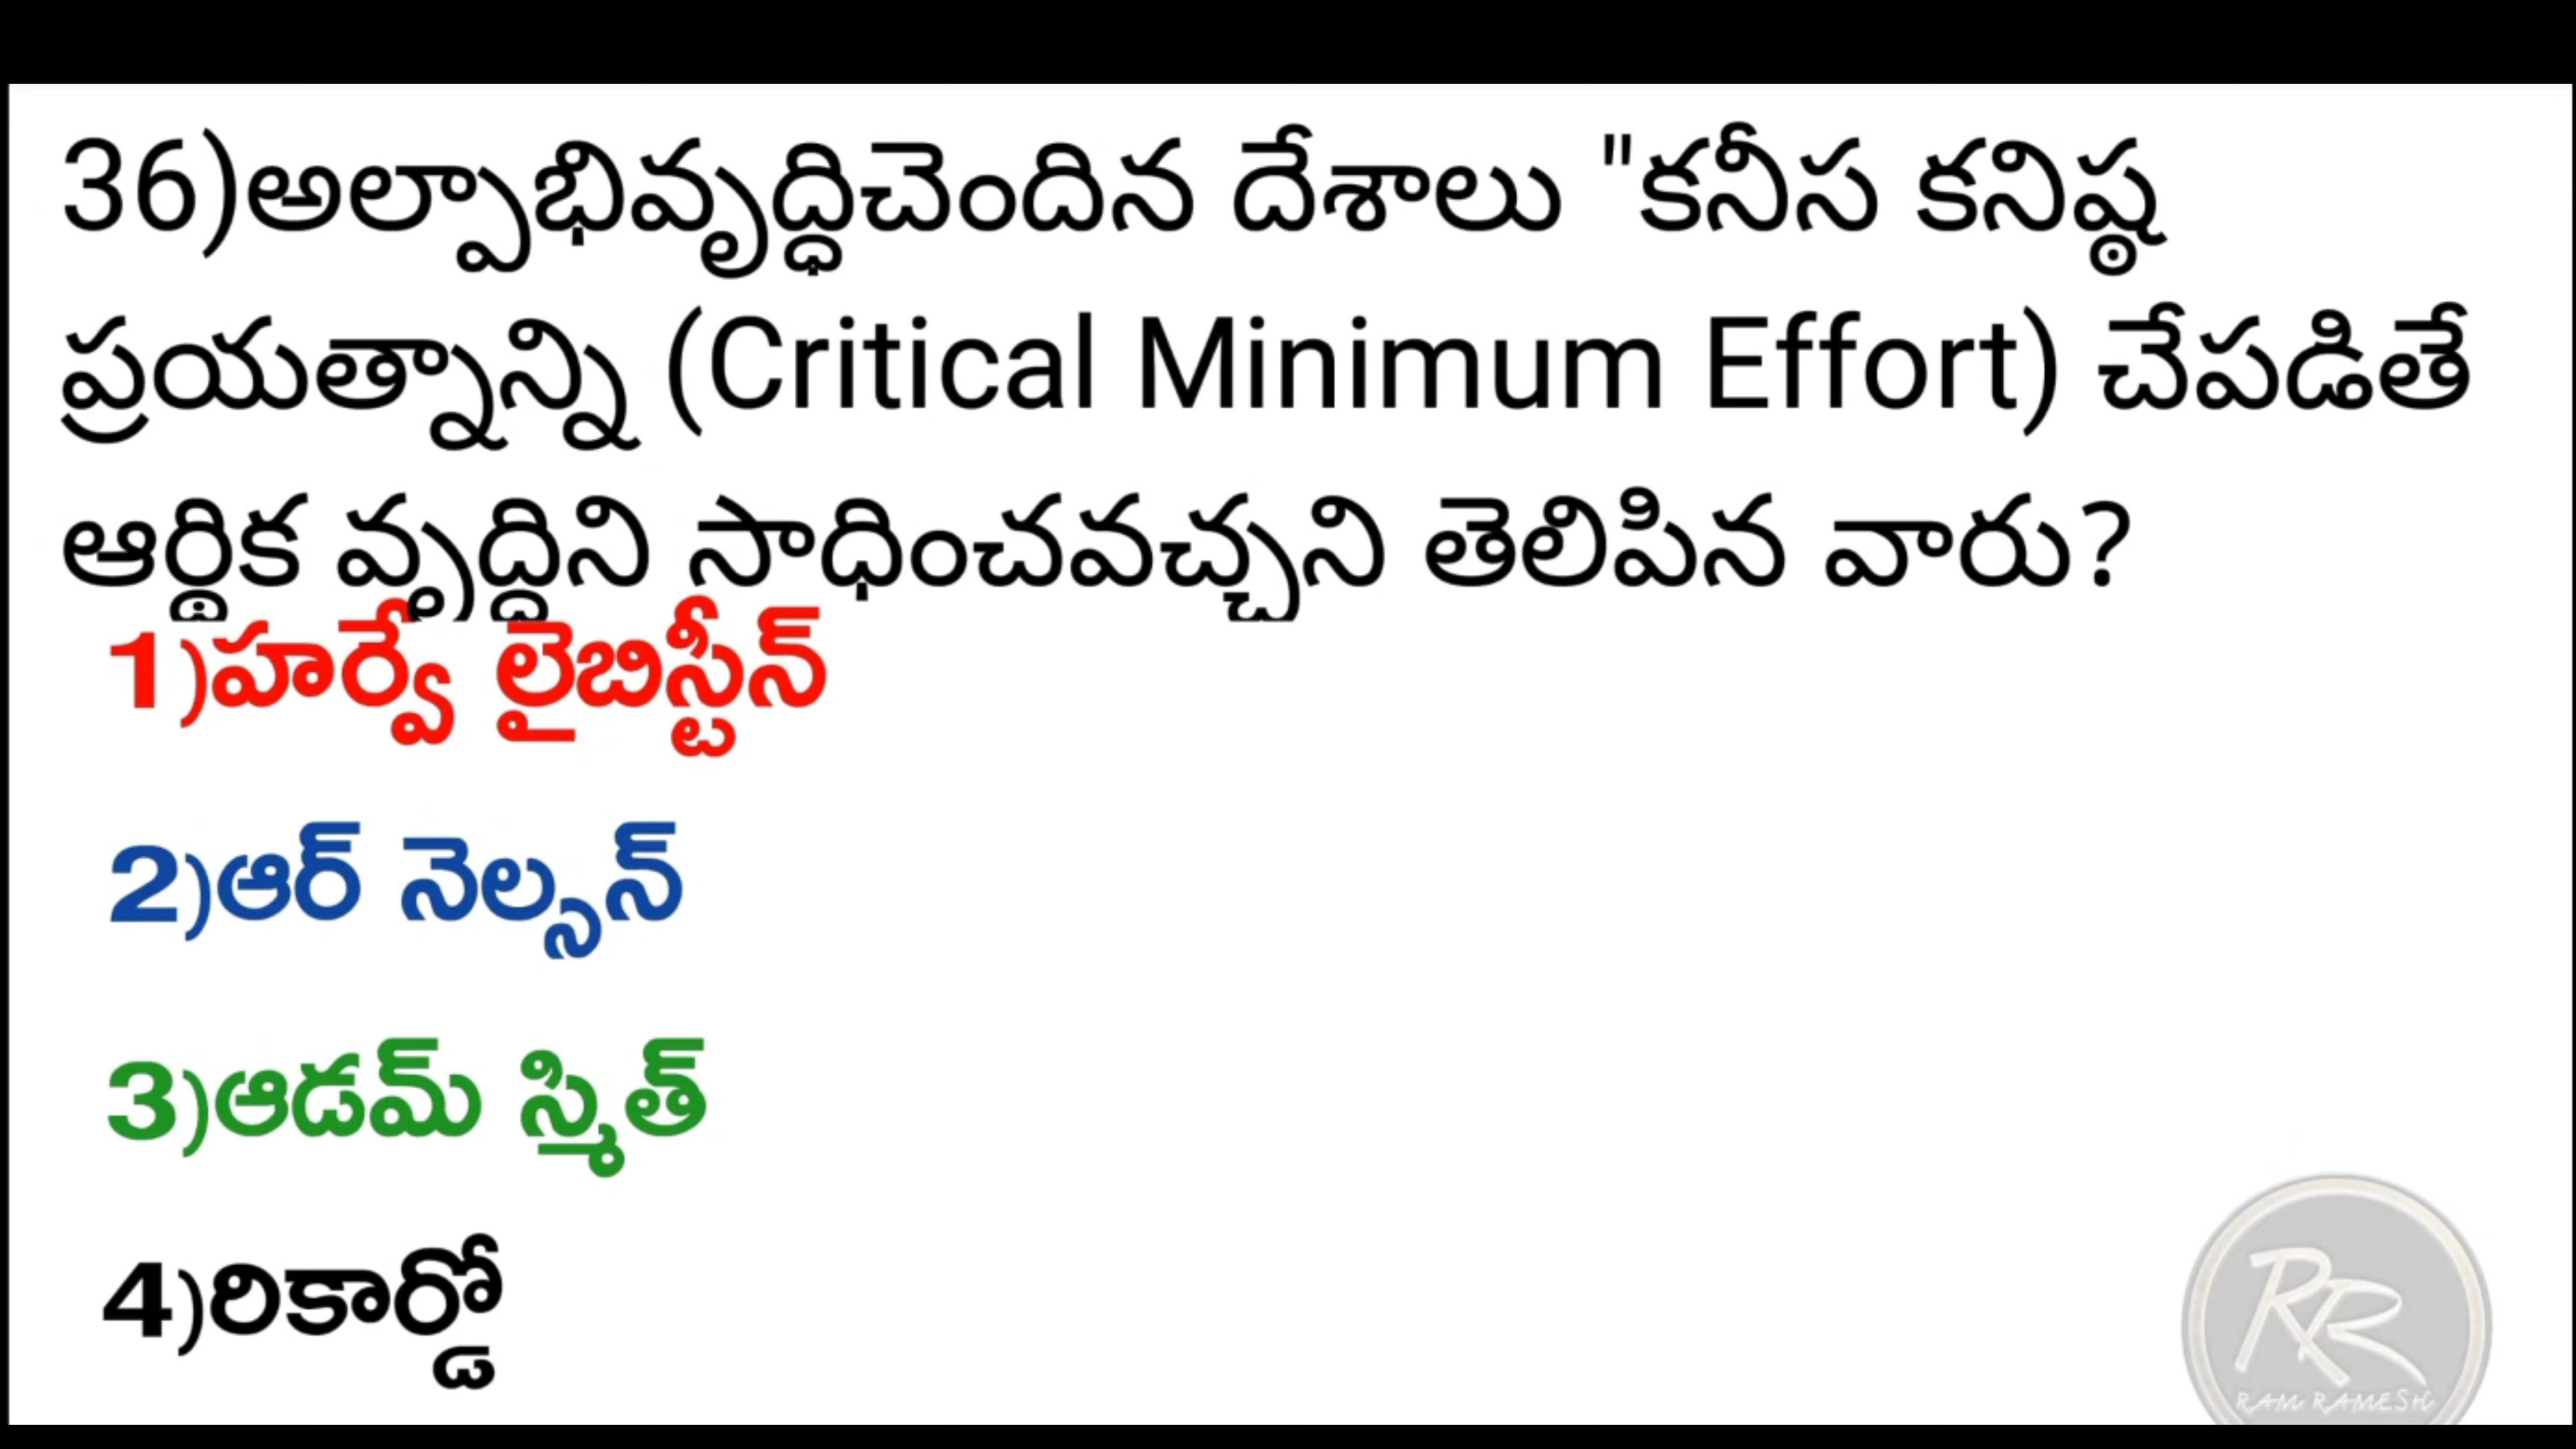 36)అల్పాభివృద్ధిచెందిన దేశాలు "కనీస కనిష్ఠ
ప్రయత్నాన్ని (Critical Minimum Effort) చేపడితే
ఆర్థిక వృద్ధిని సాధించవచ్చని తెలిపిన వారు?
1)హర్వే లైబిస్టీన్
2)ఆర్ నెల్సన్
3)ఆడమ్ స్మిత్
4)రికార్డో
RR
RAM RAMESH